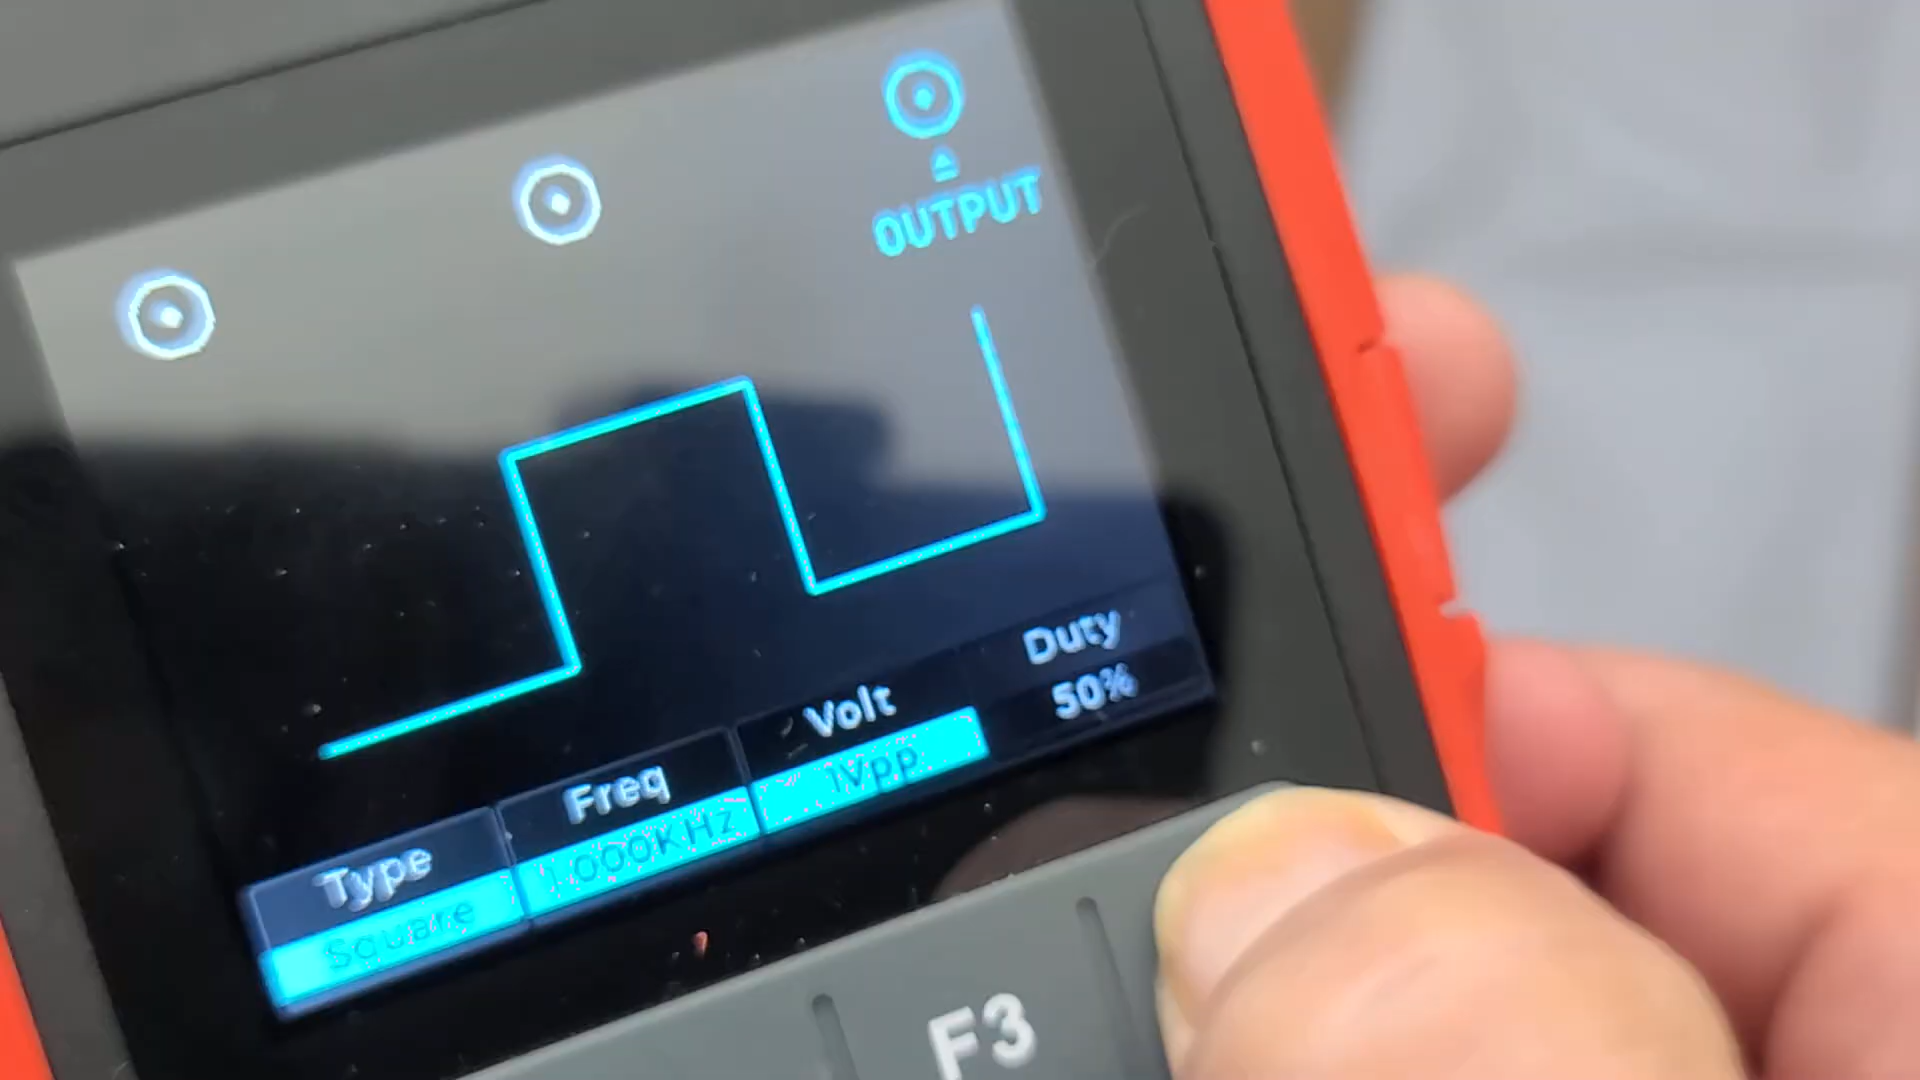 OUTPUT
Type
Freq
Volt
Duty
Square
1.000KHz
1Vpp
50%
F3